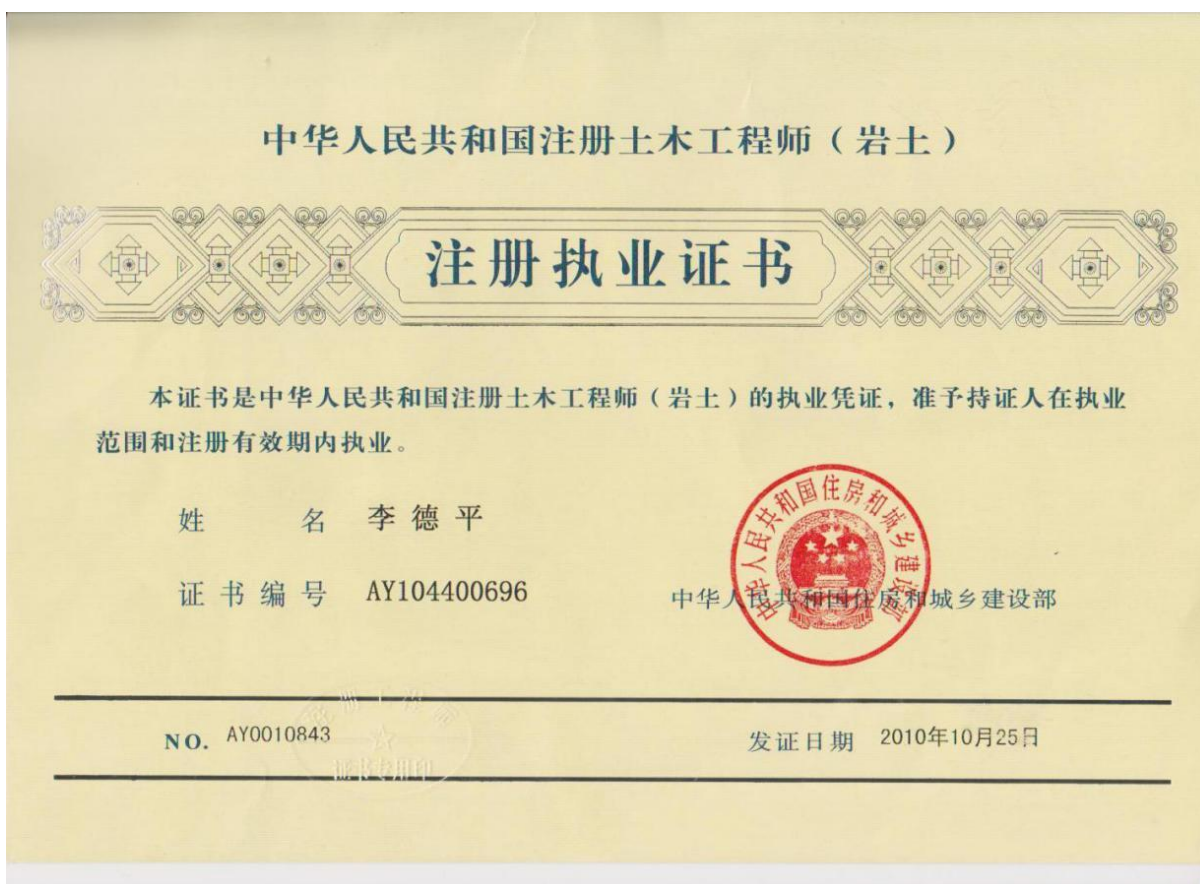 中华人民共和国注册土木工程师（岩土）
注册执业证书
本证书是中华人民共和国注册土木工程师（岩土）的执业凭证，准予持证人在执业
范围和注册有效期内执业。
姓 名 李德平
证书编号 AY104400696
中华人民共和国住房和城乡建设部
中华人民共和国住房和城乡建设部
NO. AY0010843
发证日期 2010年10月25日
证书专用印